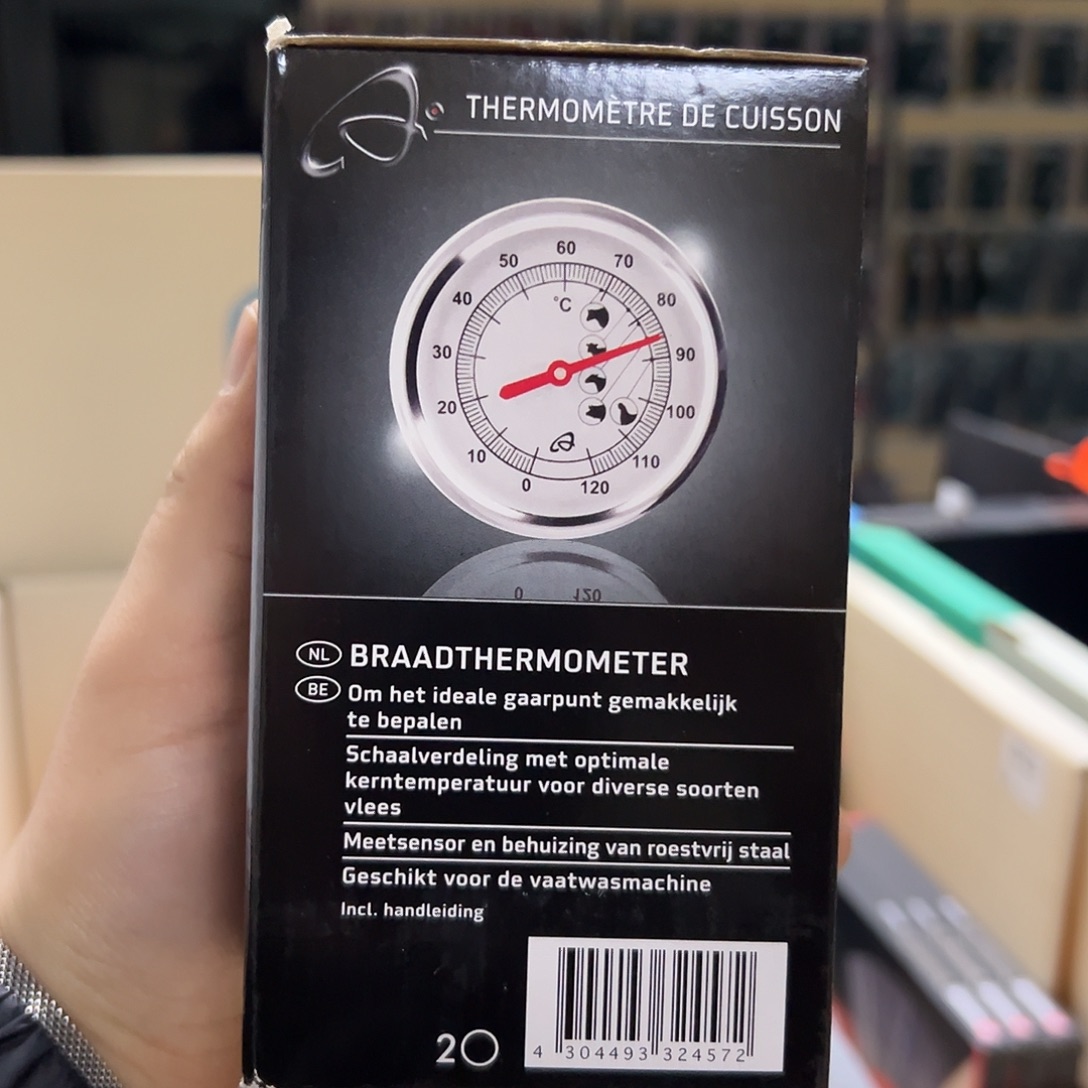 THERMOMÈTRE DE CUISSON
60
50
70
°C
40
80
30
90
20
100
10
110
0
120
0
120
NL
BRAADTHERMOMETER
BE
Om het ideale gaarpunt gemakkelijk
te bepalen
Schaalverdeling met optimale
kerntemperatuur voor diverse soorten
vlees
Meetsensor en behuizing van roestvrij staal
Geschikt voor de vaatwasmachine
Incl. handleiding
2
4 304493 324572